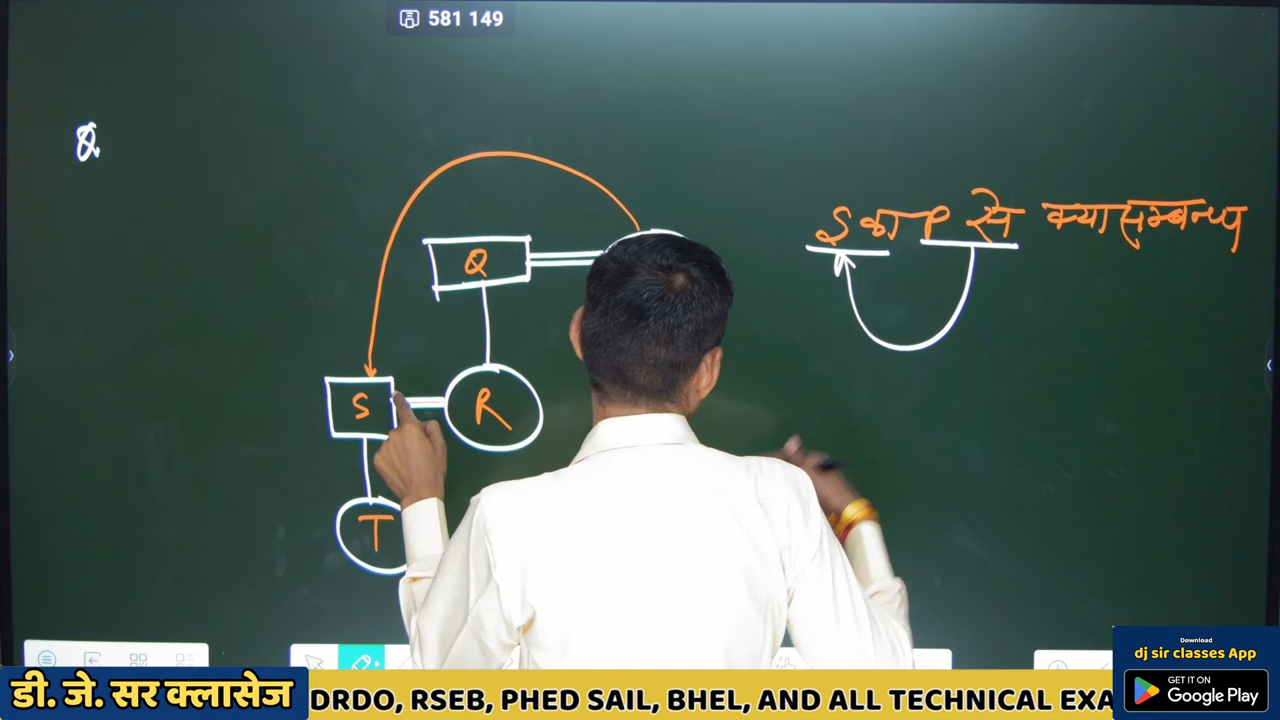 581 149
Q
S का P से क्या सम्बन्ध
Q
S
R
T
डी. जे. सर क्लासेज
DRDO, RSEB, PHED SAIL, BHEL, AND ALL TECHNICAL EXA
Download
dj sir classes App
GET IT ON
Google Play